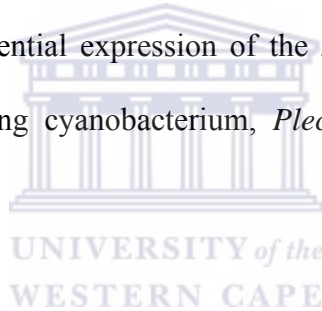 ential expression of the
ng cyanobacterium, Plec
UNIVERSITY of the
WESTERN CAPE